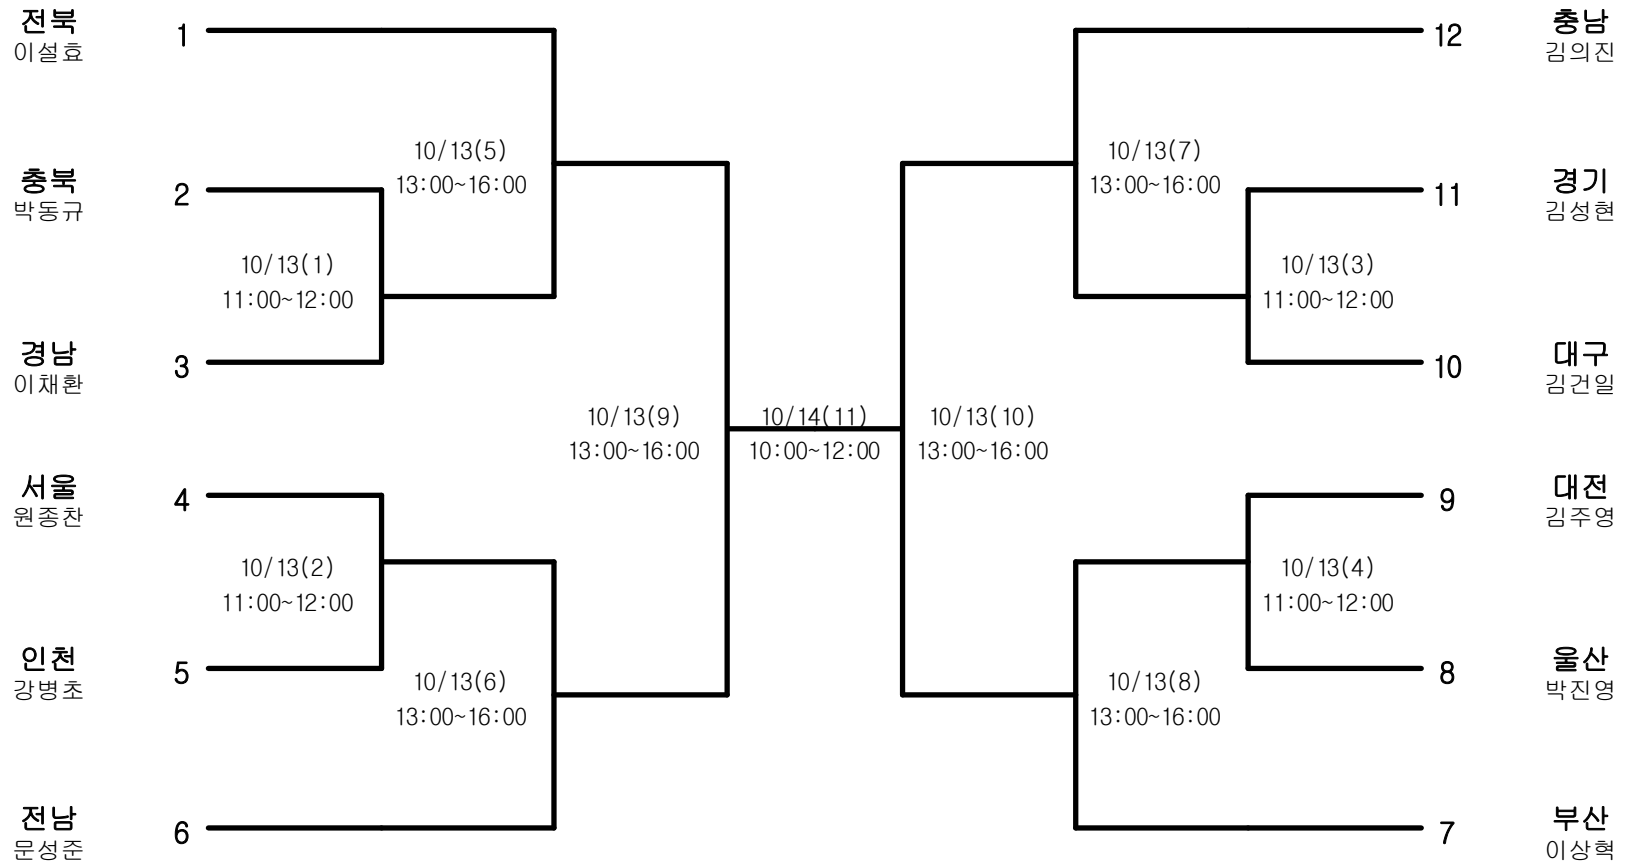 전북
이설효
1
12
충남
김의진
10/13(5)
13:00~16:00
10/13(7)
13:00~16:00
충북
박동규
2
11
경기
김성현
10/13(1)
11:00~12:00
10/13(3)
11:00~12:00
경남
이채환
3
10
대구
김건일
10/13(9)
13:00~16:00
10/14(11)
10:00~12:00
10/13(10)
13:00~16:00
서울
원종찬
4
9
대전
김주영
10/13(2)
11:00~12:00
10/13(4)
11:00~12:00
인천
강병초
5
8
울산
박진영
10/13(6)
13:00~16:00
10/13(8)
13:00~16:00
전남
문성준
6
7
부산
이상혁